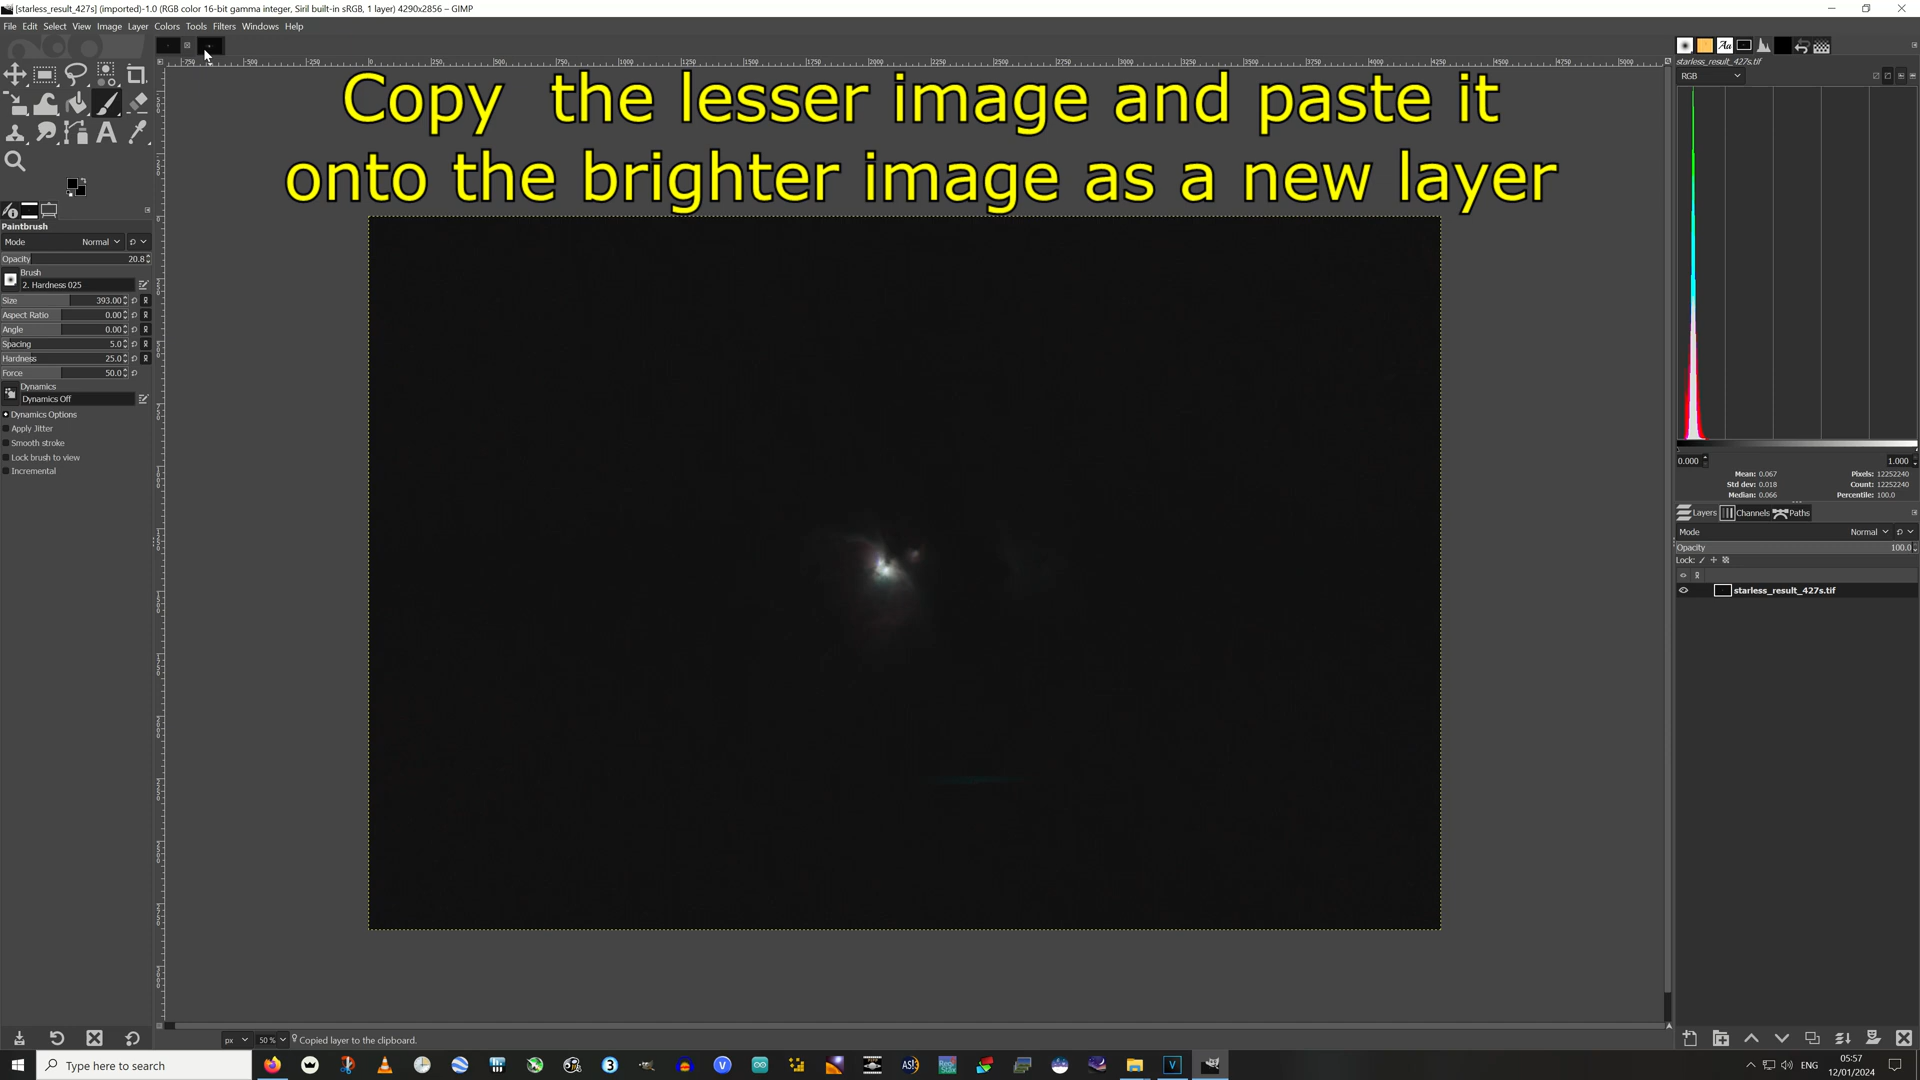 [starless_result_427s] (imported)-1.0 (RGB color 16-bit gamma integer, Siril built-in sRGB, 1 layer) 4290x2856 – GIMP
File Edit Select View Image Layer Colors Tools Filters Windows Help
Copy the lesser image and paste it
onto the brighter image as a new layer
Paintbrush
Mode Normal
Opacity 20.8
Brush
2. Hardness 025
Size 393.00
Aspect Ratio 0.00
Angle 0.00
Spacing 5.0
Hardness 25.0
Force 50.0
Dynamics
Dynamics Off
Dynamics Options
Apply Jitter
Smooth stroke
Lock brush to view
Incremental
starless_result_427s.tif
RGB
0.000 1.000
Mean: 0.067 Pixels: 12252240
Std dev: 0.018 Count: 12252240
Median: 0.066 Percentile: 100.0
Layers Channels Paths
Mode Normal
Opacity 100.0
Lock:
starless_result_427s.tif
px 50 % Copied layer to the clipboard.
Type here to search
ENG
05:57
12/01/2024